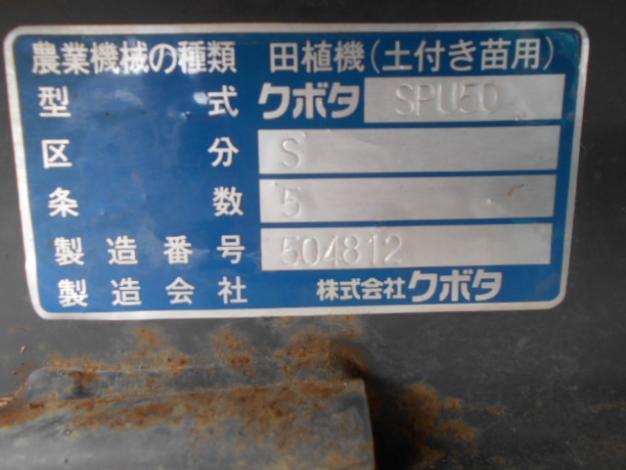 農業機械の種類 田植機(土付き苗用)
型式 クボタ SPU50
区分 S
条数 5
製造番号 504812
製造会社 株式会社クボタ